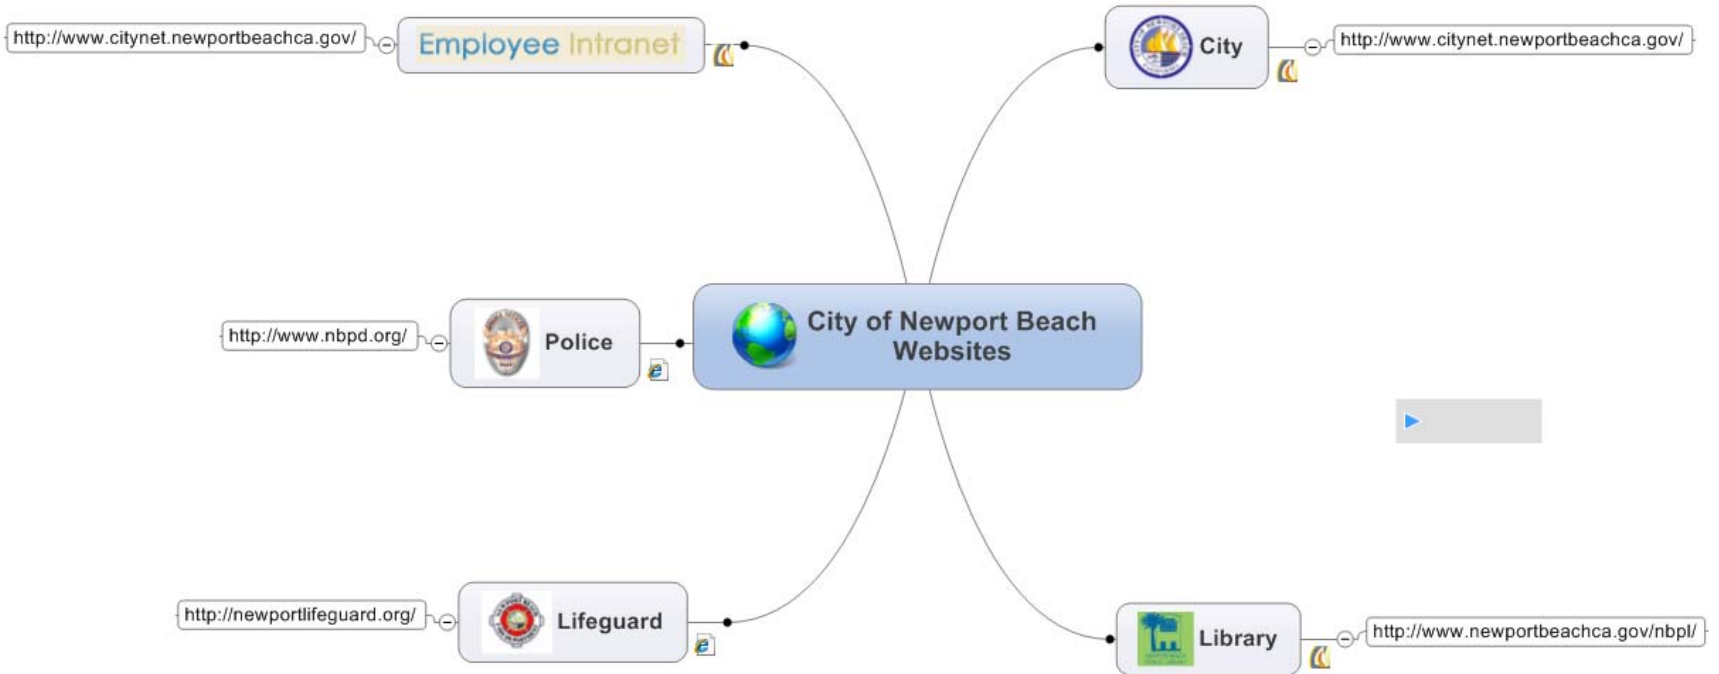 http://www.citynet.newportbeachca.gov/
Employee Intranet
City
http://www.citynet.newportbeachca.gov/
http://www.nbpd.org/
Police
City of Newport Beach
Websites
http://newportlifeguard.org/
Lifeguard
Library
http://www.newportbeachca.gov/nbpl/